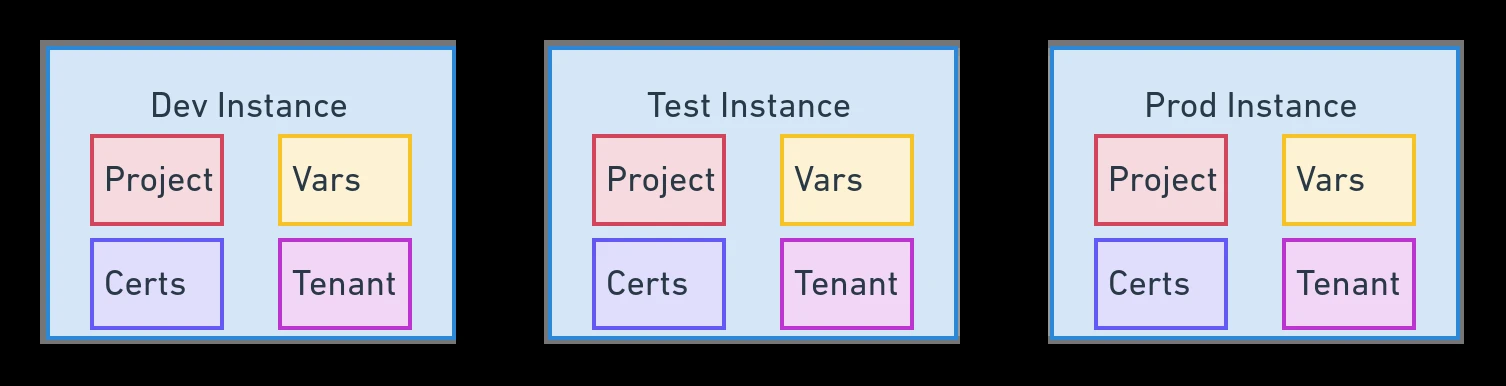 Dev Instance
Project
Vars
Certs
Tenant
Test Instance
Project
Vars
Certs
Tenant
Prod Instance
Project
Vars
Certs
Tenant